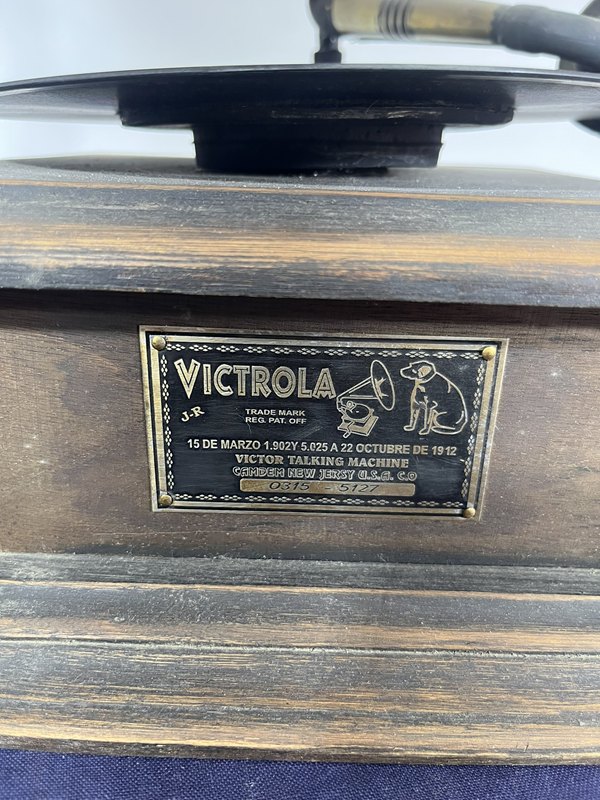 VICTROLA
J-R
TRADE MARK
REG. PAT. OFF
15 DE MARZO 1.902Y 5.025 A 22 OCTUBRE DE 1912
VICTOR TALKING MACHINE
CAMDEM NEW JERSY U.S.A. C.O
0315 - 5127